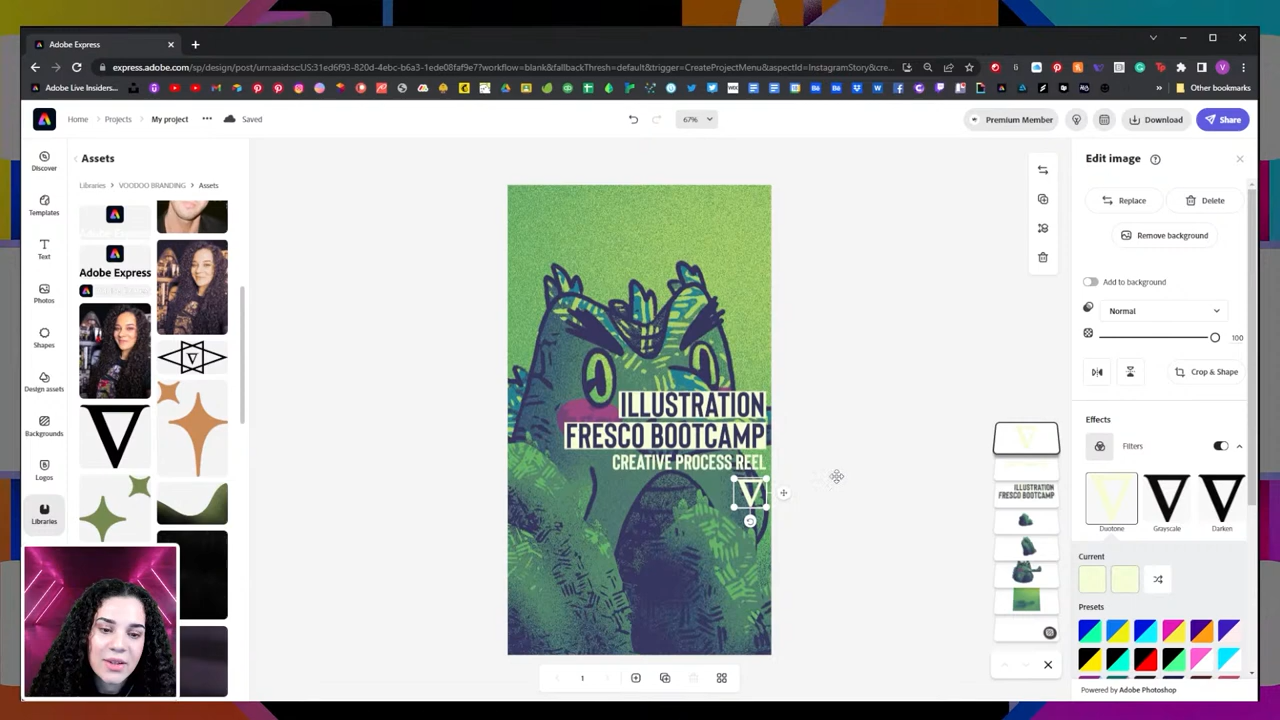 Adobe Express
express.adobe.com/sp/design/post/urn:aaid:sc:US:31ed6f93-820d-4ebc-b6a3-1ede08faf9e7?workflow=blank&fallbackThresh=default&trigger=CreateProjectMenu&aspectId=InstagramStory&cre...
Adobe Live Insiders...
Other bookmarks
Home
Projects
My project
Saved
67%
Premium Member
Download
Share
Discover
Templates
Text
Photos
Shapes
Design assets
Backgrounds
Logos
Libraries
Assets
Libraries > VOODOO BRANDING > Assets
Adobe Express
ILLUSTRATION
FRESCO BOOTCAMP
CREATIVE PROCESS REEL
1
ILLUSTRATION
FRESCO BOOTCAMP
Edit image
Replace
Delete
Remove background
Add to background
Normal
100
Crop & Shape
Effects
Filters
Duotone
Grayscale
Darken
Current
Presets
Powered by Adobe Photoshop